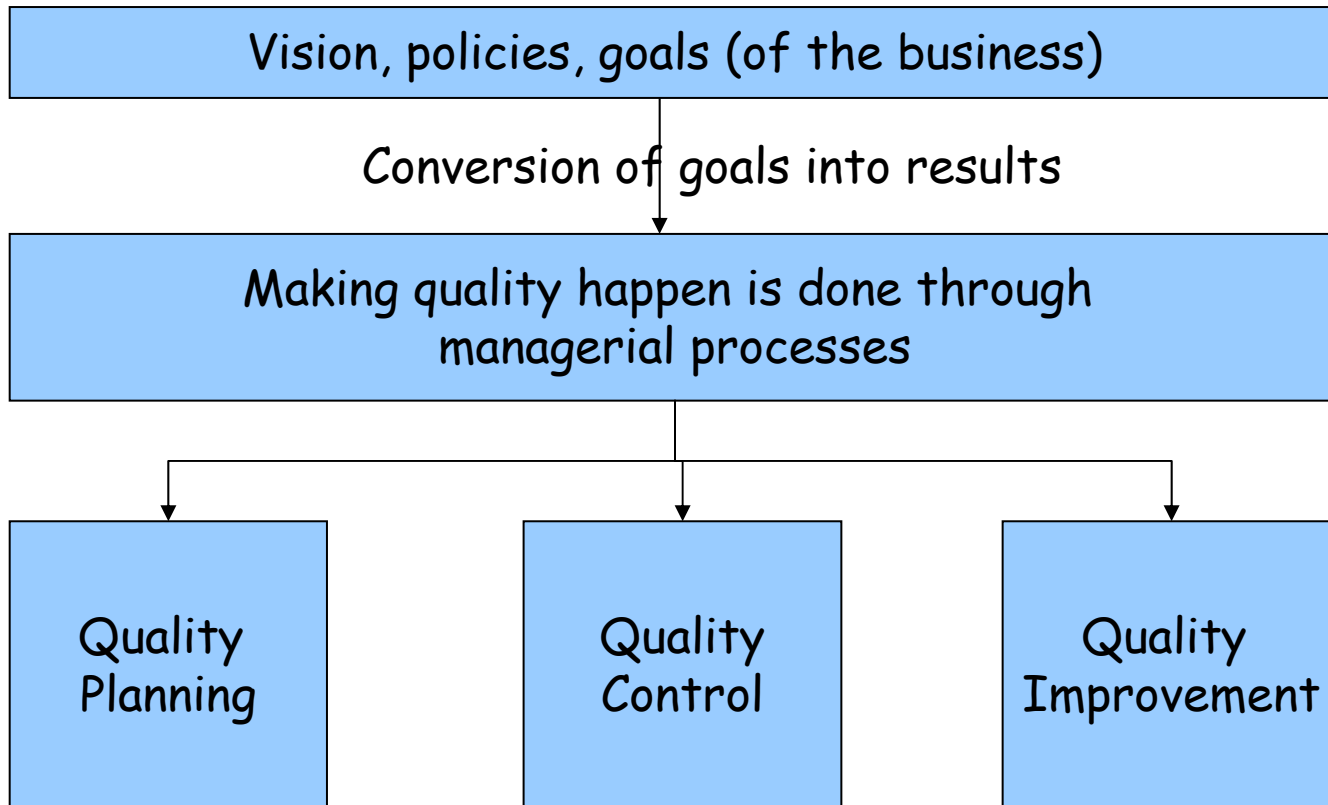 Vision, policies, goals (of the business)
Conversion of goals into results
Making quality happen is done through
managerial processes
Quality
Planning
Quality
Control
Quality
Improvement